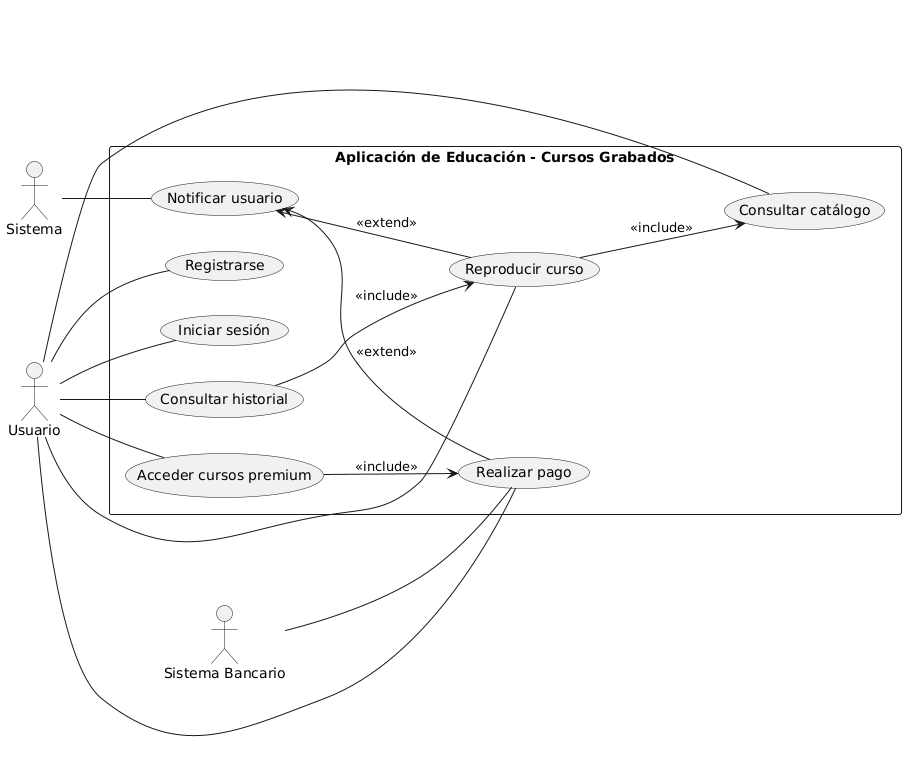 Aplicación de Educación - Cursos Grabados
Sistema
Notificar usuario
Consultar catálogo
«extend»
«include»
Registrarse
Reproducir curso
«include»
Iniciar sesión
«extend»
Consultar historial
Usuario
Acceder cursos premium
«include»
Realizar pago
Sistema Bancario